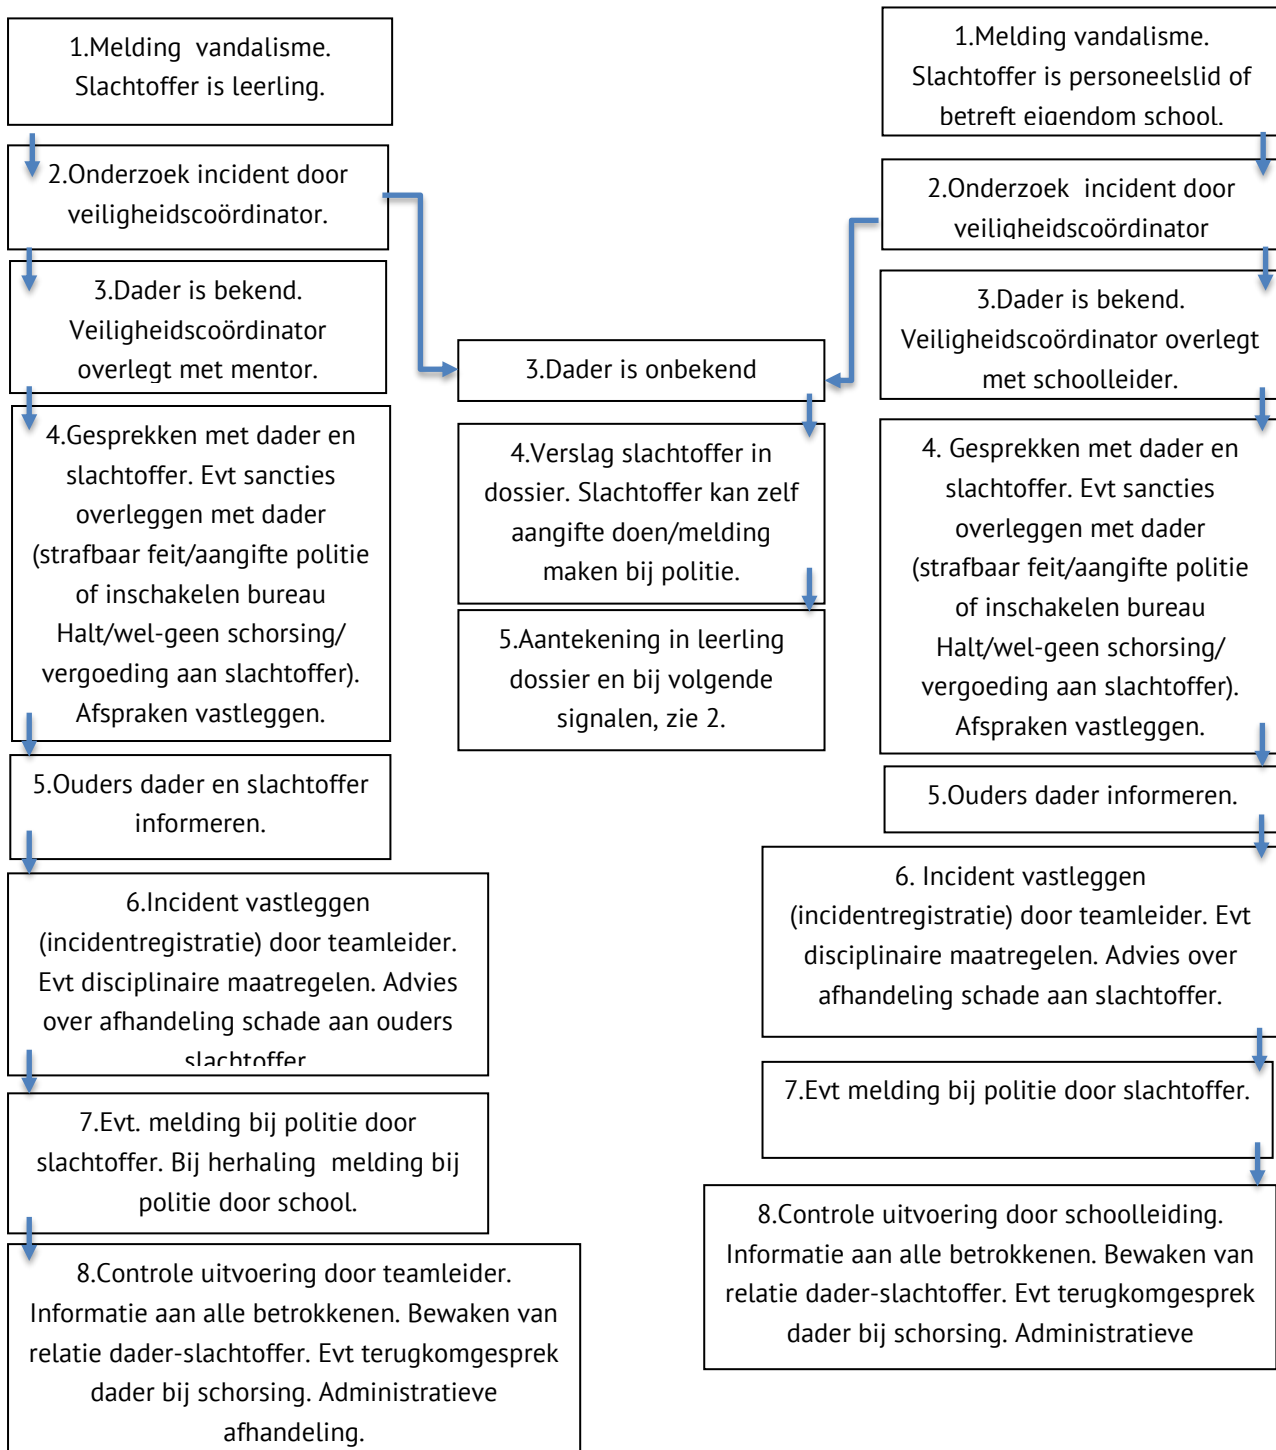 1.Melding  vandalisme.
Slachtoffer is leerling.
2.Onderzoek incident door
veiligheidscoördinator.
3.Dader is bekend.
Veiligheidscoördinator
overlegt met mentor.
4.Gesprekken met dader en
slachtoffer. Evt sancties
overleggen met dader
(strafbaar feit/aangifte politie
of inschakelen bureau
Halt/wel-geen schorsing/
vergoeding aan slachtoffer).
Afspraken vastleggen.
5.Ouders dader en slachtoffer
informeren.
6.Incident vastleggen
(incidentregistratie) door teamleider.
Evt disciplinaire maatregelen. Advies
over afhandeling schade aan ouders
slachtoffer
7.Evt. melding bij politie door
slachtoffer. Bij herhaling  melding bij
politie door school.
8.Controle uitvoering door teamleider.
Informatie aan alle betrokkenen. Bewaken van
relatie dader-slachtoffer. Evt terugkomgesprek
dader bij schorsing. Administratieve
afhandeling.
3.Dader is onbekend
4.Verslag slachtoffer in
dossier. Slachtoffer kan zelf
aangifte doen/melding
maken bij politie.
5.Aantekening in leerling
dossier en bij volgende
signalen, zie 2.
1.Melding vandalisme.
Slachtoffer is personeelslid of
betreft eigendom school.
2.Onderzoek  incident door
veiligheidscoördinator
3.Dader is bekend.
Veiligheidscoördinator overlegt
met schoolleider.
4. Gesprekken met dader en
slachtoffer. Evt sancties
overleggen met dader
(strafbaar feit/aangifte politie
of inschakelen bureau
Halt/wel-geen schorsing/
vergoeding aan slachtoffer).
Afspraken vastleggen.
5.Ouders dader informeren.
6. Incident vastleggen
(incidentregistratie) door teamleider. Evt
disciplinaire maatregelen. Advies over
afhandeling schade aan slachtoffer.
7.Evt melding bij politie door slachtoffer.
8.Controle uitvoering door schoolleiding.
Informatie aan alle betrokkenen. Bewaken van
relatie dader-slachtoffer. Evt terugkomgesprek
dader bij schorsing. Administratieve